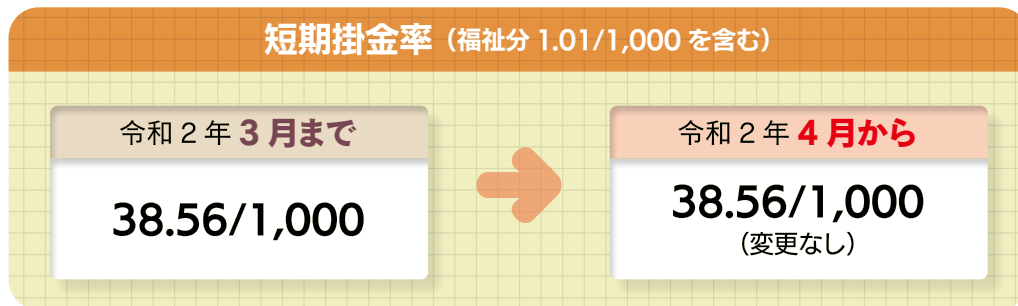 短期掛金率（福祉分 1.01/1,000 を含む）
令和 2 年 3 月まで
38.56/1,000
令和 2 年 4 月から
38.56/1,000
（変更なし）